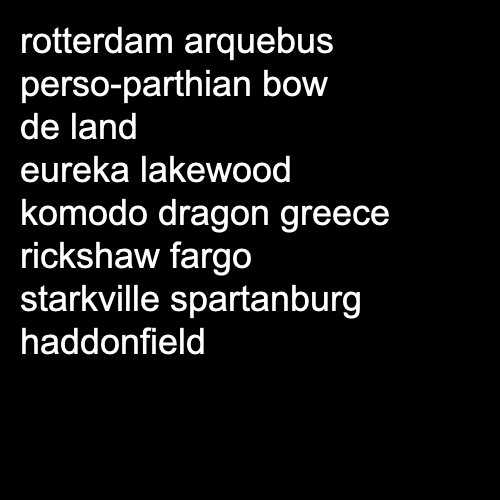 rotterdam arquebus
perso-parthian bow
de land
eureka lakewood
komodo dragon greece
rickshaw fargo
starkville spartanburg
haddonfield